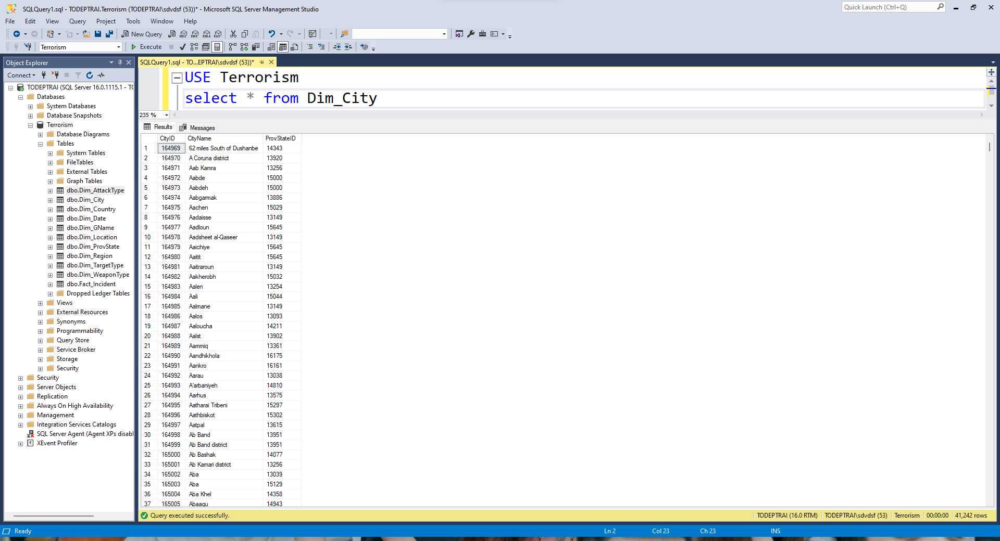 SQLQuery1.sql - TODEPTRAI.Terrorism (TODEPTRAI\sdvdsf (53))* - Microsoft SQL Server Management Studio
Quick Launch (Ctrl+Q)
File Edit View Query Project Tools Window Help
New Query
MDX DMX XMLA DAX
Terrorism
Execute
Object Explorer
Connect
TODEPTRAI (SQL Server 16.0.1115.1 - TO
Databases
System Databases
Database Snapshots
Terrorism
Database Diagrams
Tables
System Tables
FileTables
External Tables
Graph Tables
dbo.Dim_AttackType
dbo.Dim_City
dbo.Dim_Country
dbo.Dim_Date
dbo.Dim_GName
dbo.Dim_Location
dbo.Dim_ProvState
dbo.Dim_Region
dbo.Dim_TargetType
dbo.Dim_WeaponType
dbo.Fact_Incident
Dropped Ledger Tables
Views
External Resources
Synonyms
Programmability
Query Store
Service Broker
Storage
Security
Security
Server Objects
Replication
Always On High Availability
Management
Integration Services Catalogs
SQL Server Agent (Agent XPs disabl
XEvent Profiler
SQLQuery1.sql - TO...EPTRAI\sdvdsf (53))*
USE Terrorism
select * from Dim_City
235 %
Results Messages
CityID CityName ProvStateID
1 164969 62 miles South of Dushanbe 14343
2 164970 A Coruna district 13920
3 164971 Aab Kamra 13256
4 164972 Aabde 15000
5 164973 Aabdeh 15000
6 164974 Aabgarmak 13886
7 164975 Aachen 15029
8 164976 Aadaisse 13149
9 164977 Aadloun 15645
10 164978 Aadsheet al-Qaseer 13149
11 164979 Aaichiye 15645
12 164980 Aaitit 15645
13 164981 Aaitraroun 13149
14 164982 Aakherobh 15032
15 164983 Aalen 13254
16 164984 Aali 15044
17 164985 Aalmane 13149
18 164986 Aalos 13093
19 164987 Aaloucha 14211
20 164988 Aalst 13902
21 164989 Aammiq 13361
22 164990 Aandhikhola 16175
23 164991 Aankro 16161
24 164992 Aarau 13038
25 164993 A'arbaniyeh 14810
26 164994 Aarhus 13575
27 164995 Aatharai Tribeni 15297
28 164996 Aathbiskot 15302
29 164997 Aatpal 13615
30 164998 Ab Band 13951
31 164999 Ab Band district 13951
32 165000 Ab Bashak 14077
33 165001 Ab Kamari district 13256
34 165002 Aba 13039
35 165003 Aba 15129
36 165004 Aba Khel 14358
37 165005 Abaagu 14943
Query executed successfully.
TODEPTRAI (16.0 RTM) TODEPTRAI\sdvdsf (53) Terrorism 00:00:00 41,242 rows
Ready Ln 2 Col 23 Ch 23 INS